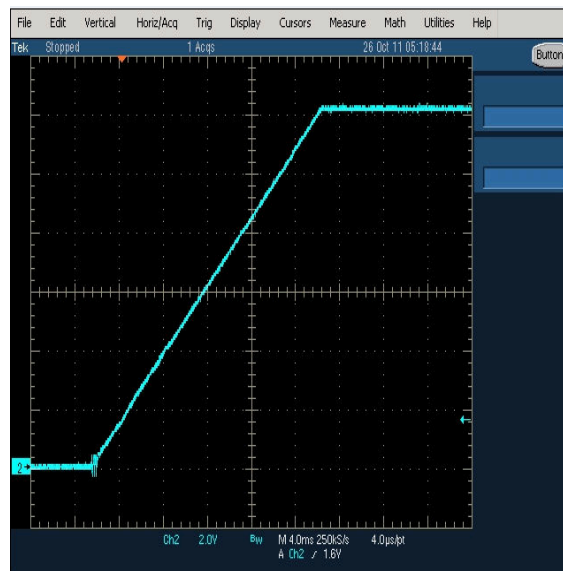 File Edit Vertical Horiz/Acq Trig Display Cursors Measure Math Utilities Help
Tek Stopped 1 Acqs 26 Oct 11 05:18:44 Button
2
Ch2 2.0V Bw M 4.0ms 250kS/s 4.0µs/pt
A Ch2 ∕ 1.6V